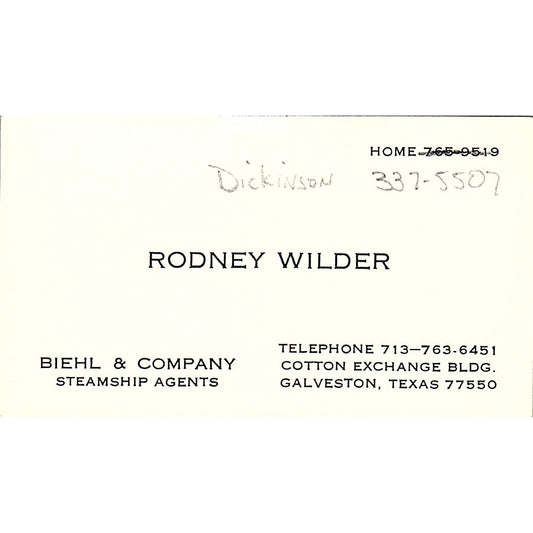 HOME 765-9519
Dickinson 337-5507
RODNEY WILDER
BIEHL & COMPANY
STEAMSHIP AGENTS
TELEPHONE 713—763-6451
COTTON EXCHANGE BLDG.
GALVESTON, TEXAS 77550